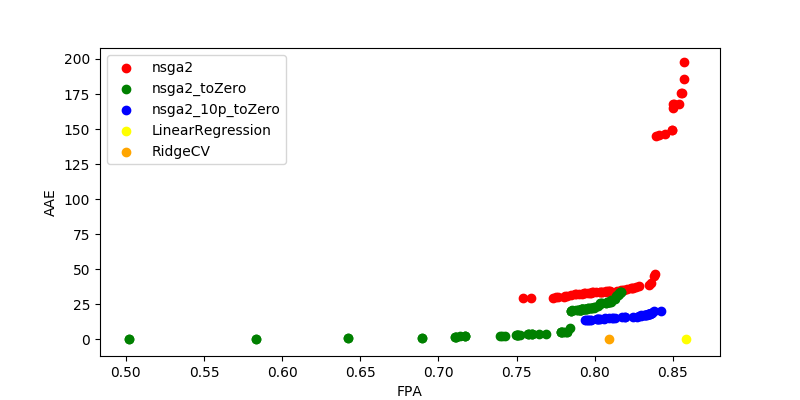 200
175
150
125
100
75
50
25
0
AAE
nsga2
nsga2_toZero
nsga2_10p_toZero
LinearRegression
RidgeCV
0.50 0.55 0.60 0.65 0.70 0.75 0.80 0.85
FPA